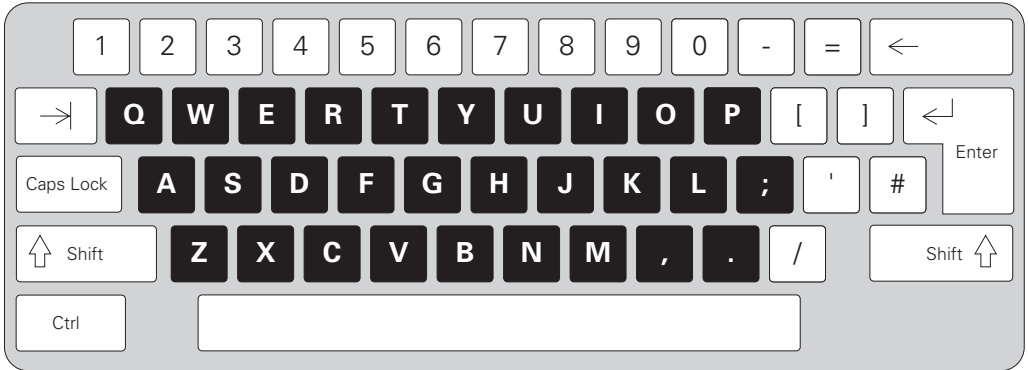 1 2 3 4 5 6 7 8 9 0 - =
Q W E R T Y U I O P [ ]
Enter
Caps Lock A S D F G H J K L ; ' #
Shift Z X C V B N M , . / Shift
Ctrl